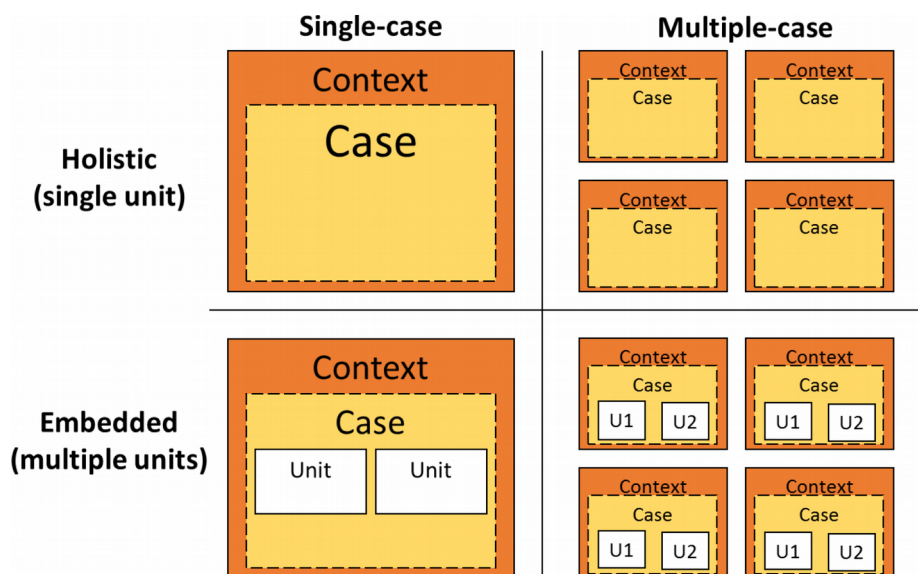 Single-case
Multiple-case
Holistic
(single unit)
Context
Case
Context
Case
Context
Case
Context
Case
Context
Case
Embedded
(multiple units)
Context
Case
Unit
Unit
Context
Case
U1
U2
Context
Case
U1
U2
Context
Case
U1
U2
Context
Case
U1
U2